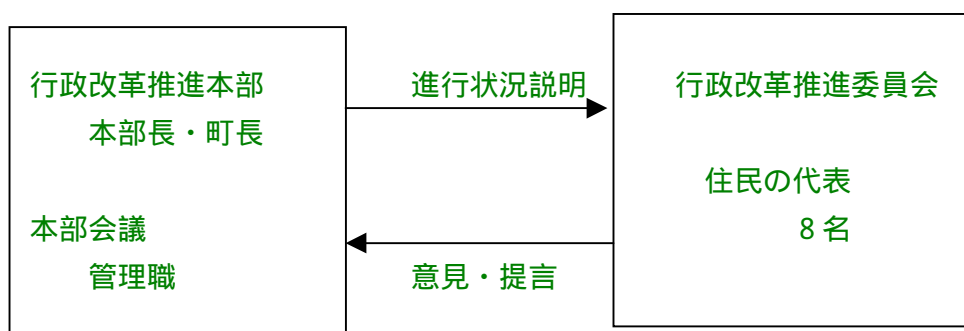 行政改革推進本部
本部長・町長
本部会議
管理職
進行状況説明
意見・提言
行政改革推進委員会
住民の代表
8名